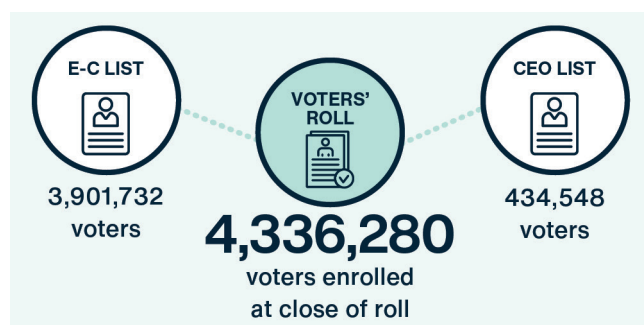 E-C LIST
3,901,732
voters
VOTERS'
ROLL
4,336,280
voters enrolled
at close of roll
CEO LIST
434,548
voters